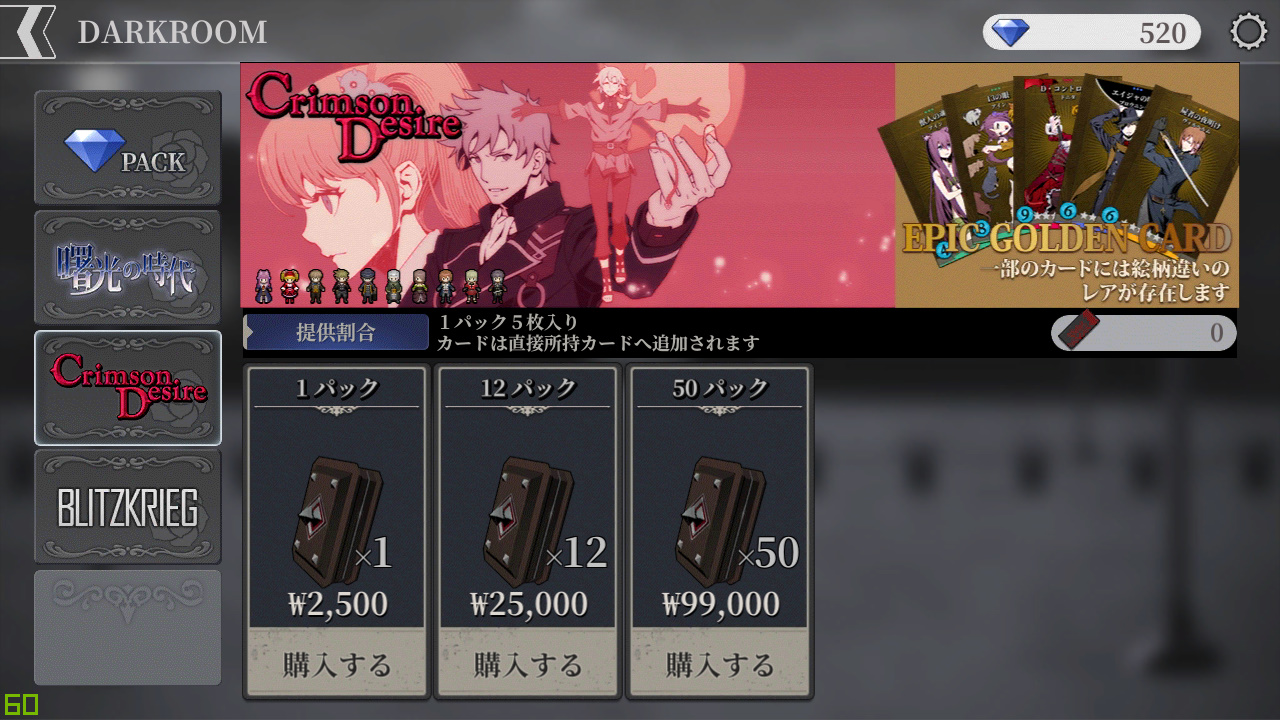 DARKROOM
520
PACK
曙光の時代
Crimson Desire
BLITZKRIEG
Crimson
Desire
EPIC GOLDEN CARD
一部のカードには絵柄違いの
レアが存在します
提供割合
1パック5枚入り
カードは直接所持カードへ追加されます
0
1パック
×1
₩2,500
購入する
12パック
×12
₩25,000
購入する
50パック
×50
₩99,000
購入する
60